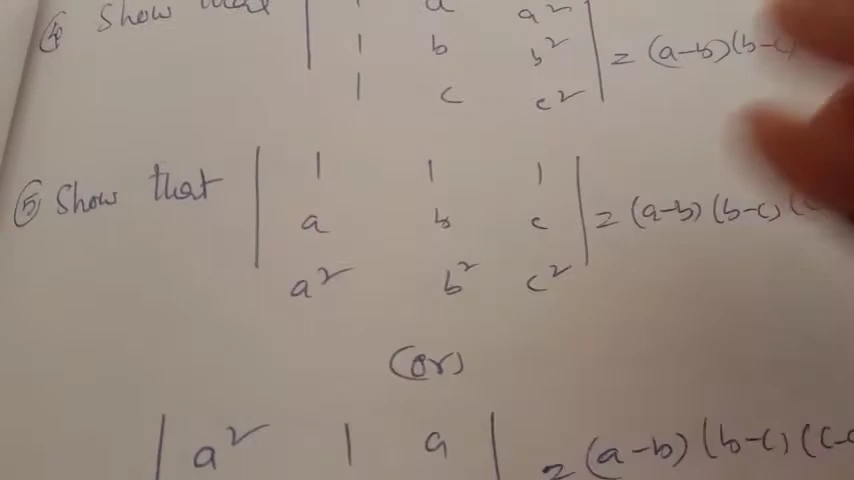 ④ Show that | 1 a a² |
| 1 b b² | = (a-b)(b-c)
1 c c²
⑤ Show that | 1 1 1 |
| a b c | = (a-b)(b-c)(c
a² b² c²
(or)
| a² 1 a | = (a-b)(b-c)(c-